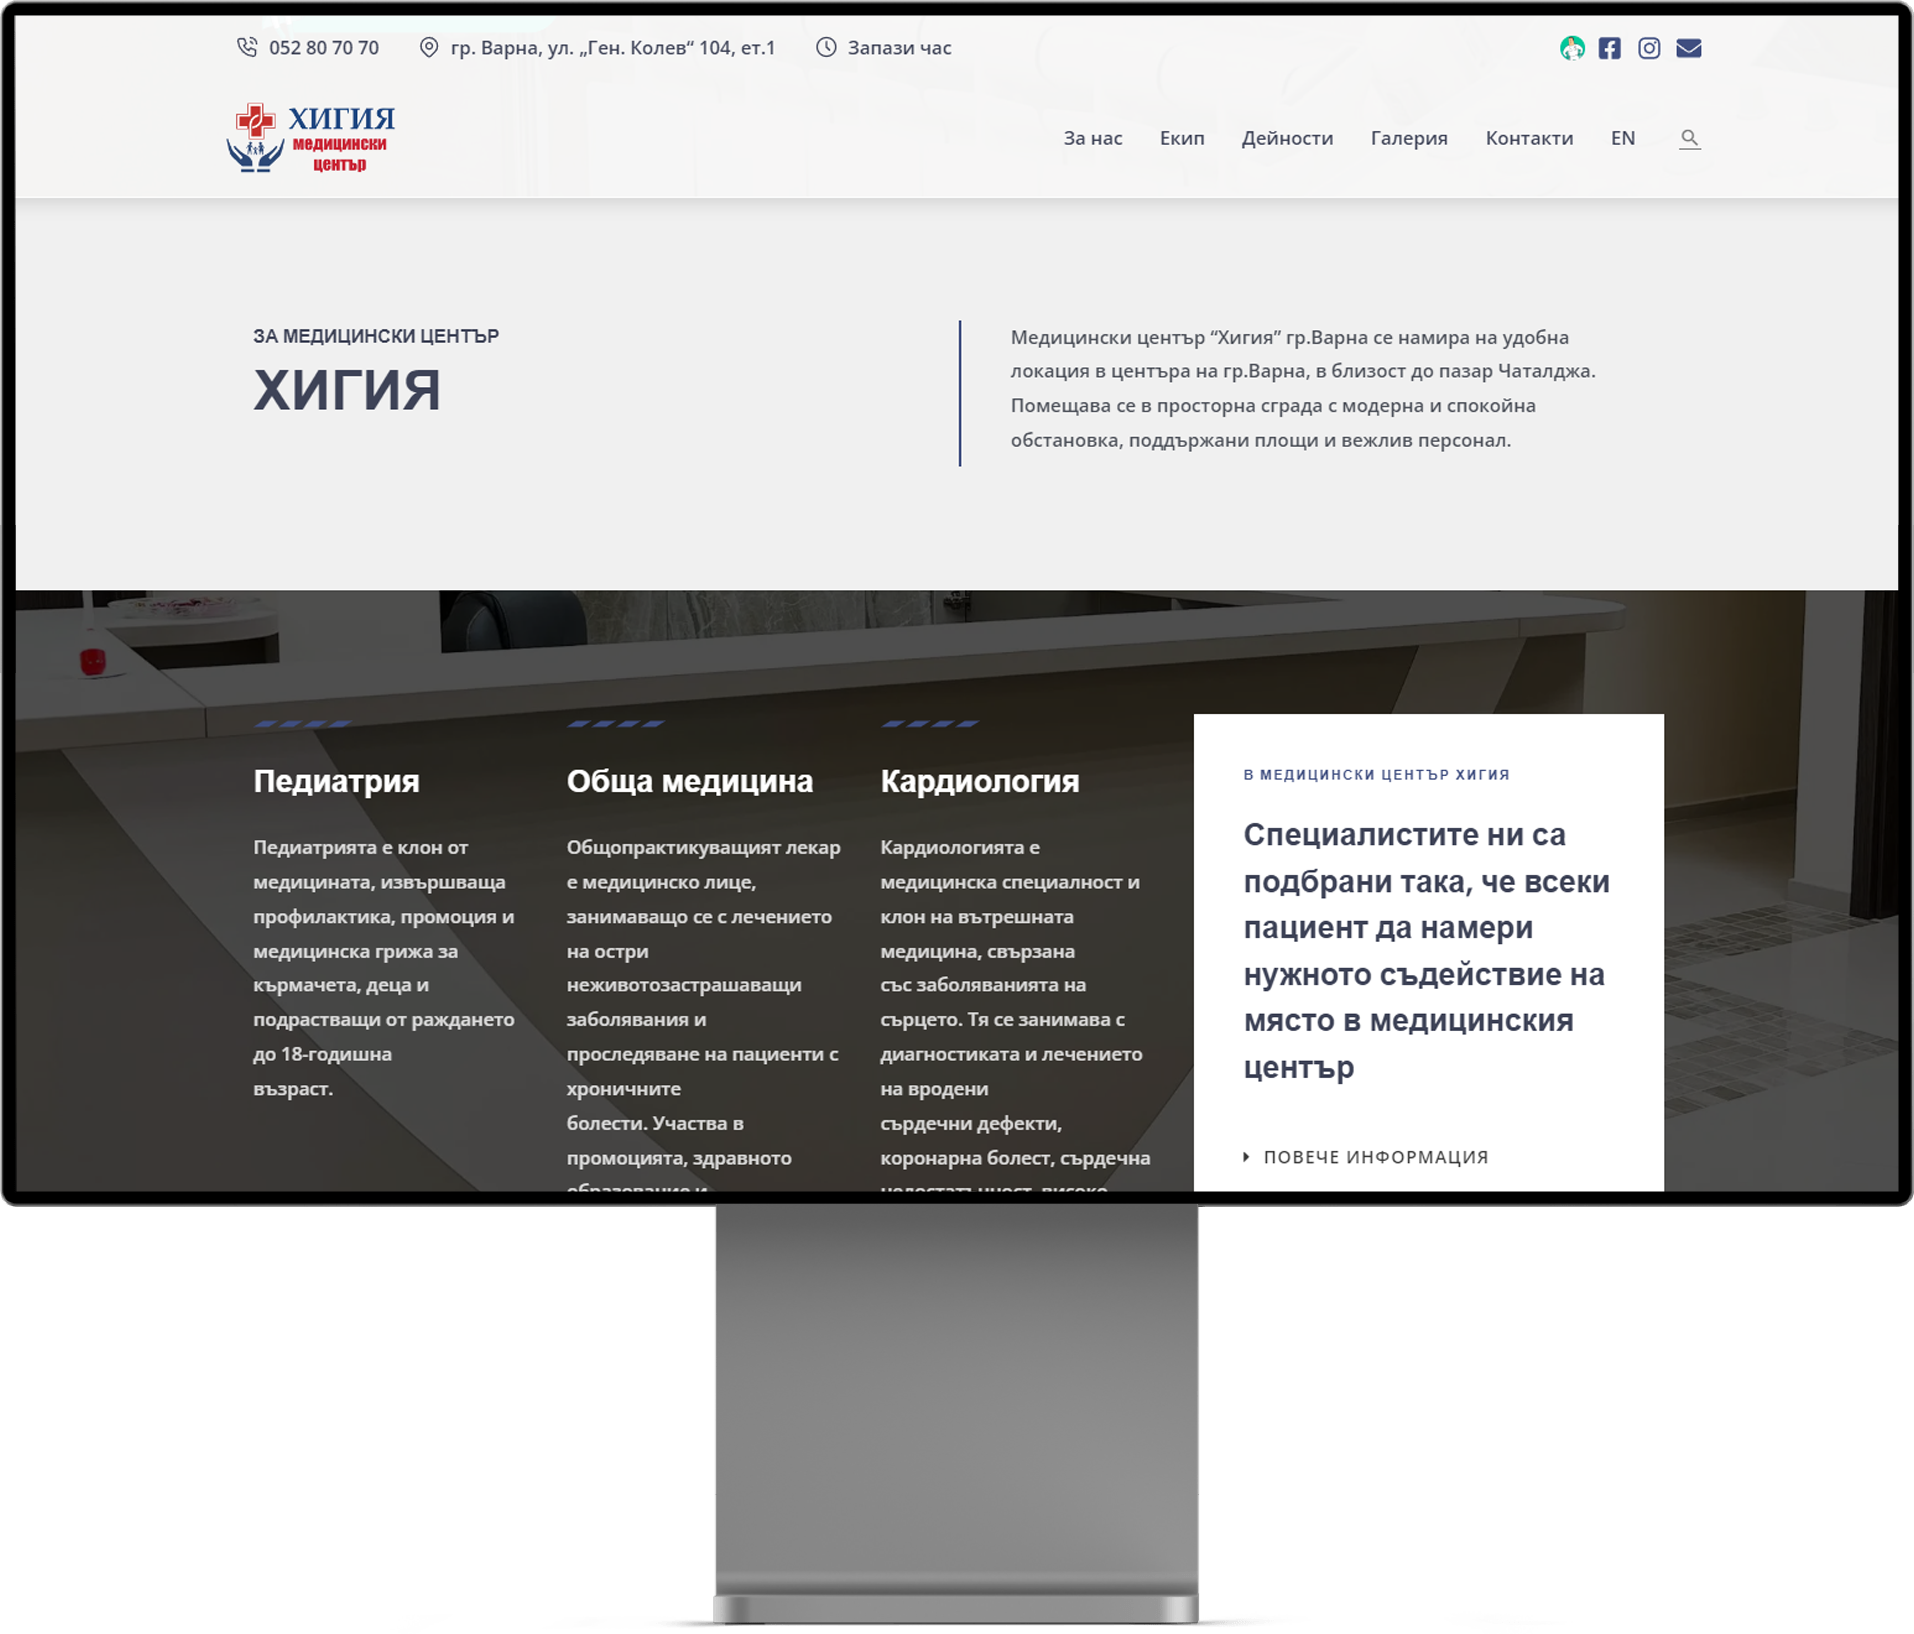 052 80 70 70
гр. Варна, ул. „Ген. Колев“ 104, ет.1
Запази час
ХИГИЯ
медицински
център
За нас
Екип
Дейности
Галерия
Контакти
EN
ЗА МЕДИЦИНСКИ ЦЕНТЪР
ХИГИЯ
Медицински център “Хигия” гр.Варна се намира на удобна
локация в центъра на гр.Варна, в близост до пазар Чаталджа.
Помещава се в просторна сграда с модерна и спокойна
обстановка, поддържани площи и вежлив персонал.
Педиатрия
Педиатрията е клон от
медицината, извършваща
профилактика, промоция и
медицинска грижа за
кърмачета, деца и
подрастващи от раждането
до 18-годишна
възраст.
Обща медицина
Общопрактикуващият лекар
е медицинско лице,
занимаващо се с лечението
на остри
неживотозастрашаващи
заболявания и
проследяване на пациенти с
хроничните
болести. Участва в
промоцията, здравното
образование и
Кардиология
Кардиологията е
медицинска специалност и
клон на вътрешната
медицина, свързана
със заболяванията на
сърцето. Тя се занимава с
диагностиката и лечението
на вродени
сърдечни дефекти,
коронарна болест, сърдечна
недостатъчност, високо
В МЕДИЦИНСКИ ЦЕНТЪР ХИГИЯ
Специалистите ни са
подбрани така, че всеки
пациент да намери
нужното съдействие на
място в медицинския
център
ПОВЕЧЕ ИНФОРМАЦИЯ